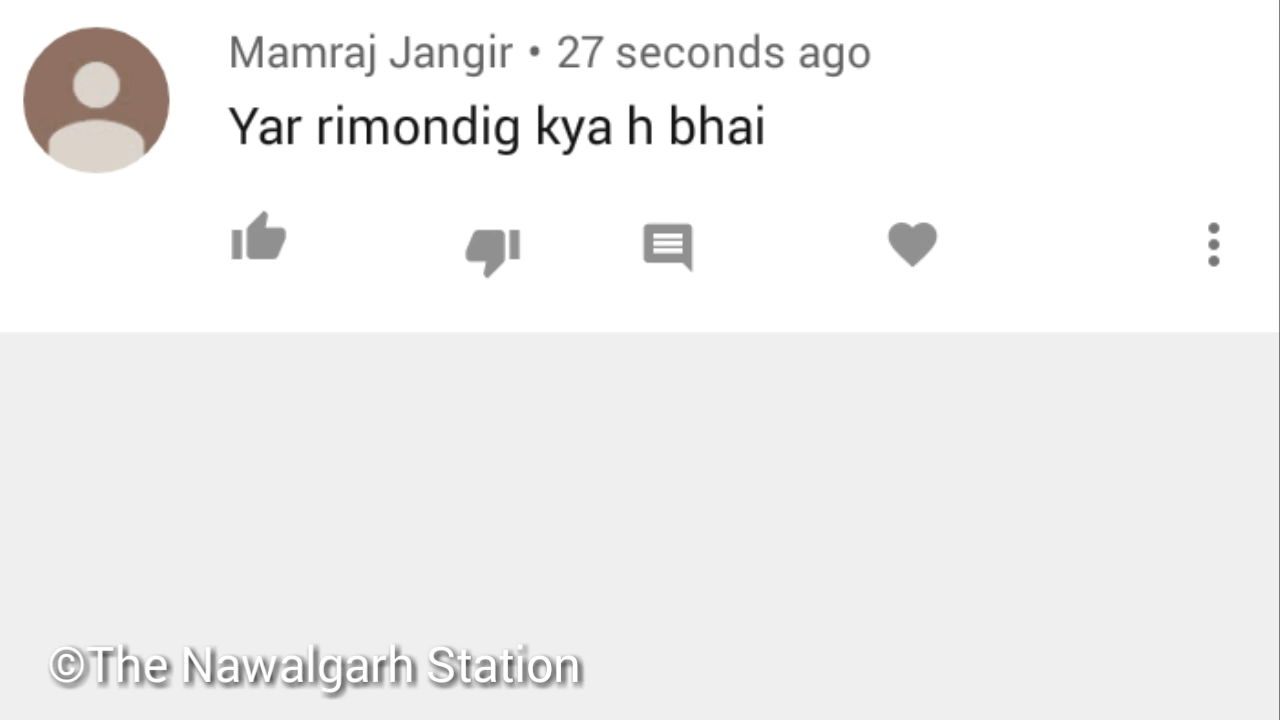 Mamraj Jangir • 27 seconds ago
Yar rimondig kya h bhai
©The Nawalgarh Station